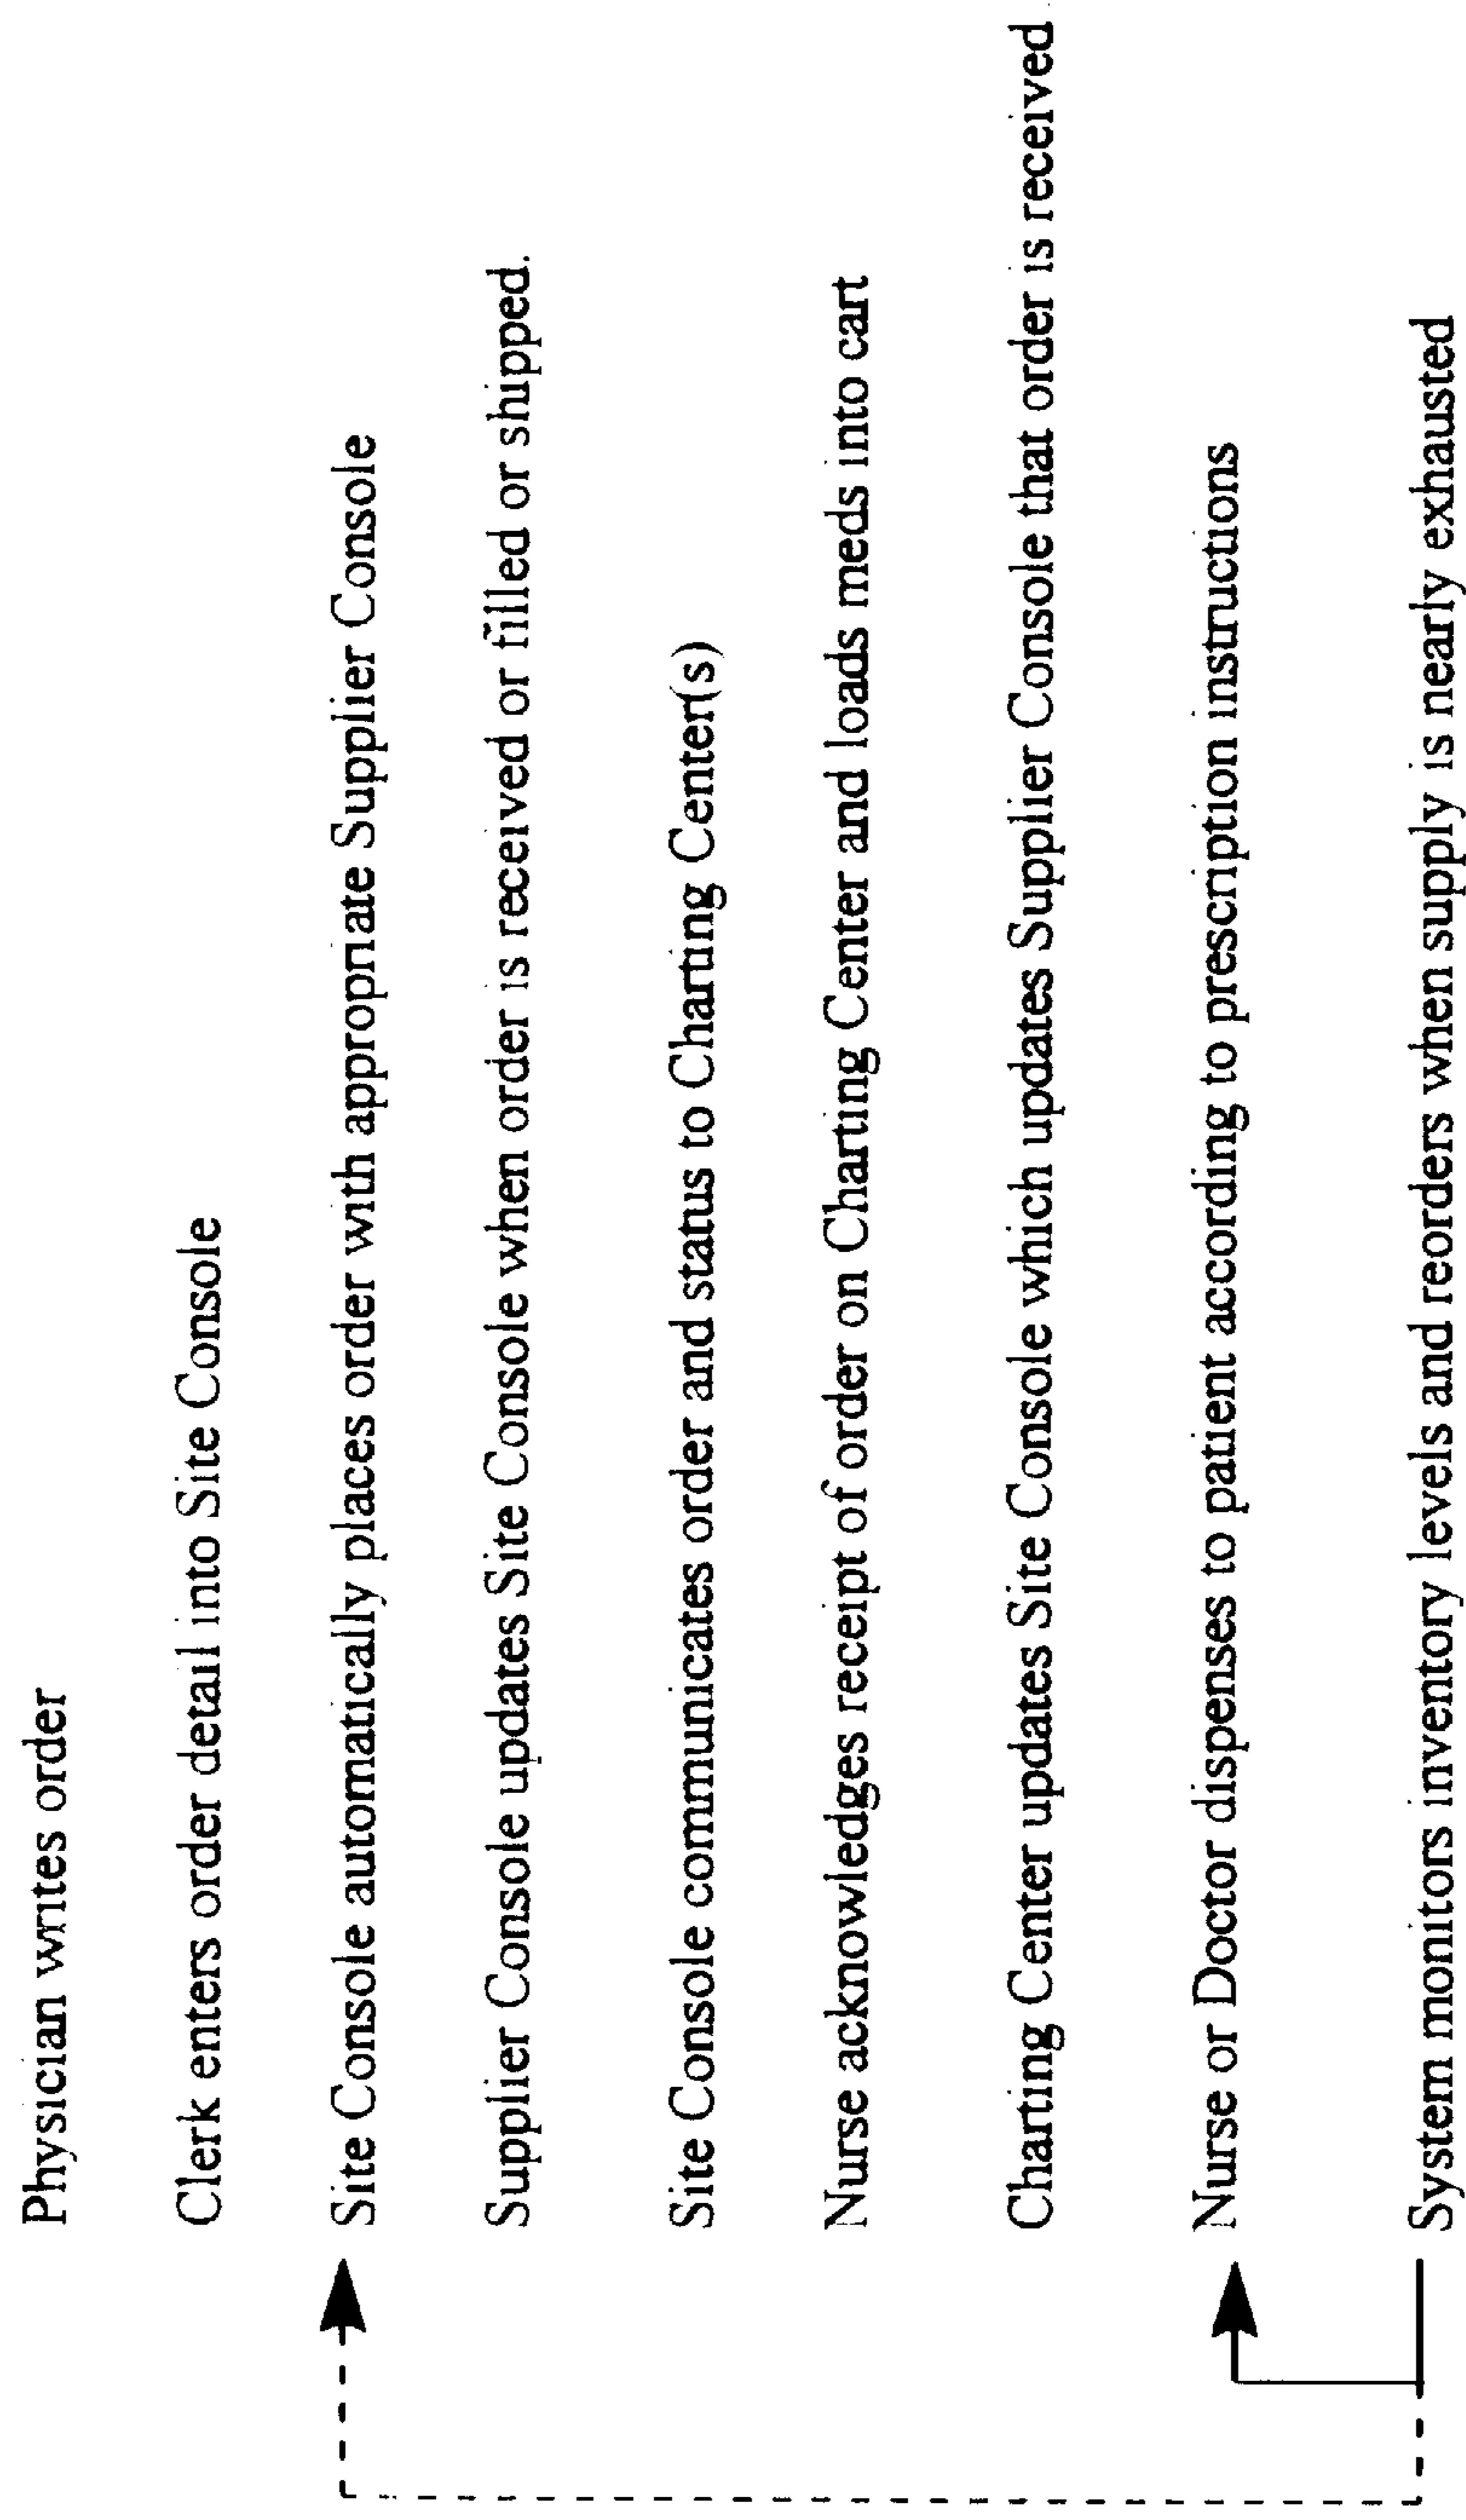 Physician writes order
Clerk enters order detail into Site Console
Site Console automatically places order with appropriate Supplier Console
Supplier Console updates Site Console when order is received or filled or shipped.
Site Console communicates order and status to Charting Center(s)
Nurse acknowledges receipt of order on Charting Center and loads meds into cart
Charting Center updates Site Console which updates Supplier Console that order is received.
Nurse or Doctor dispenses to patient according to prescription instructions
System monitors inventory levels and reorders when supply is nearly exhausted.